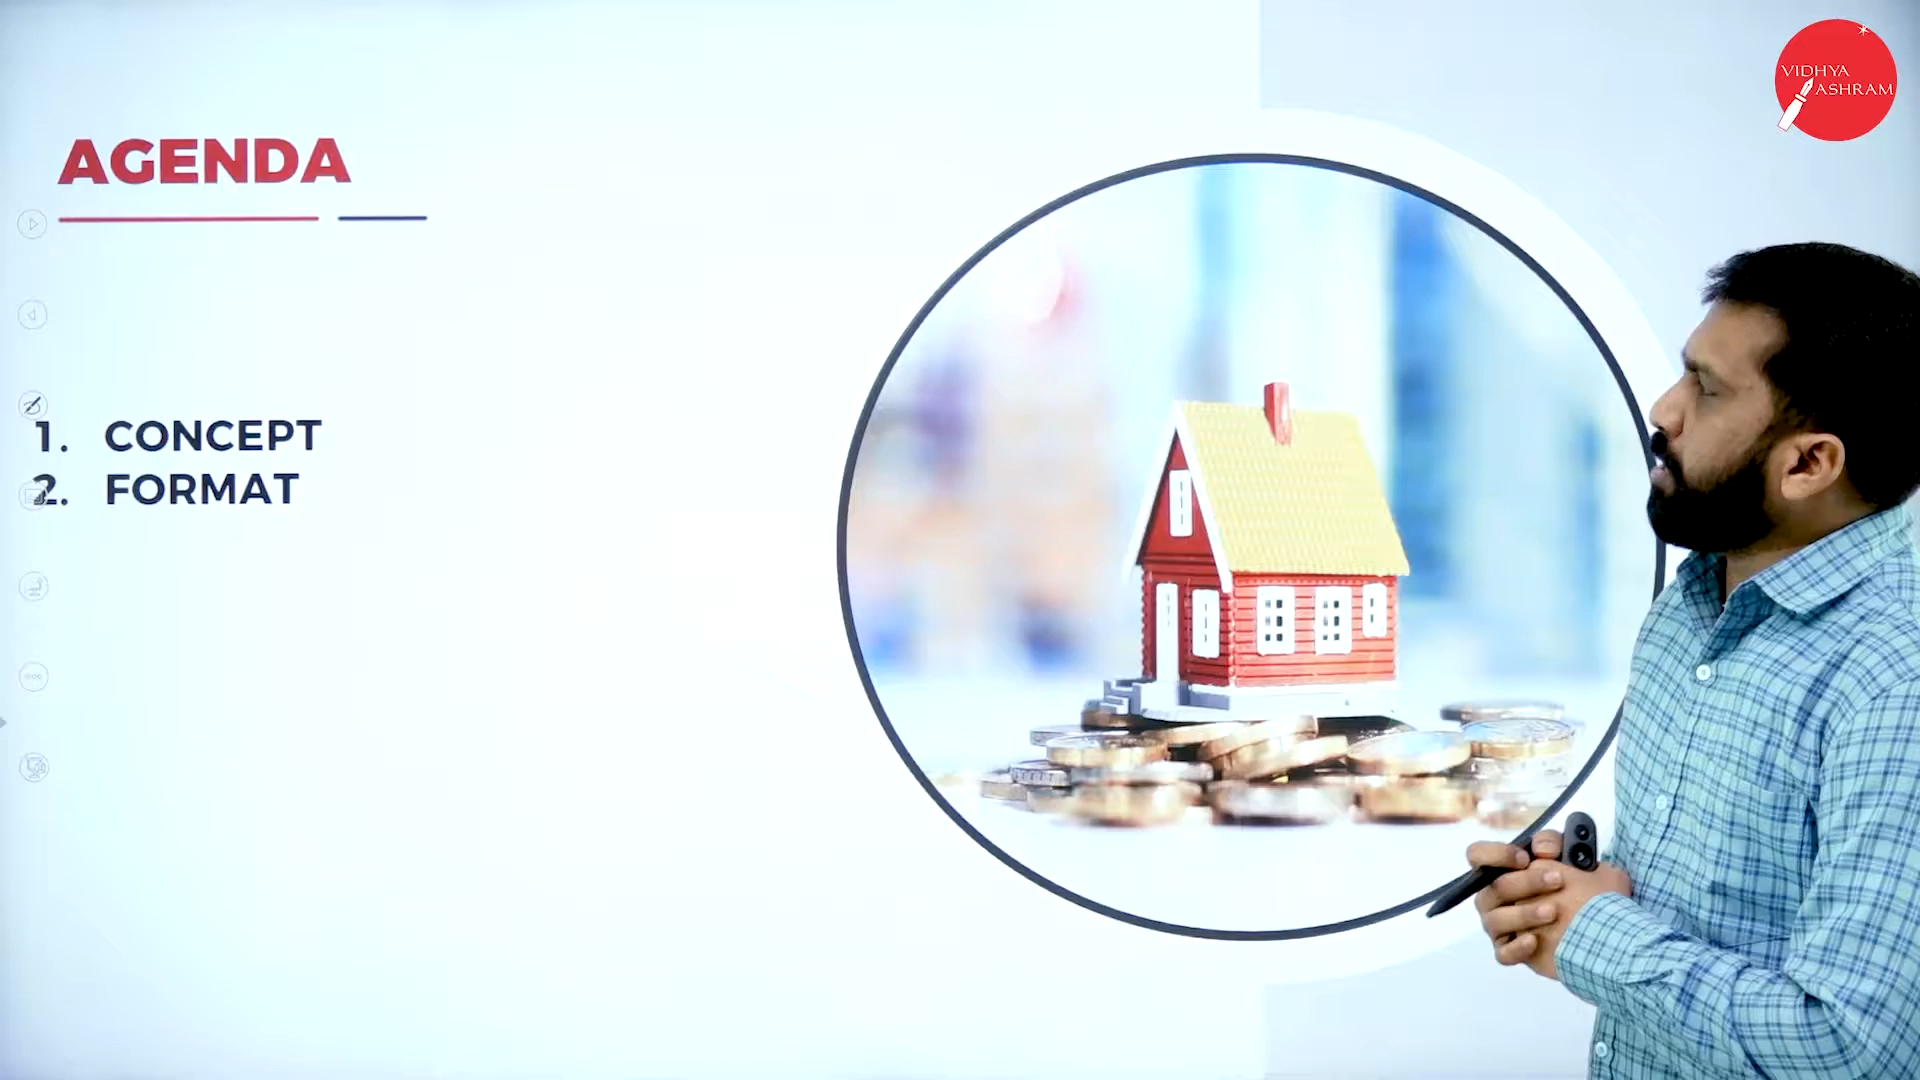 VIDHYA
ASHRAM
AGENDA
1. CONCEPT
2. FORMAT